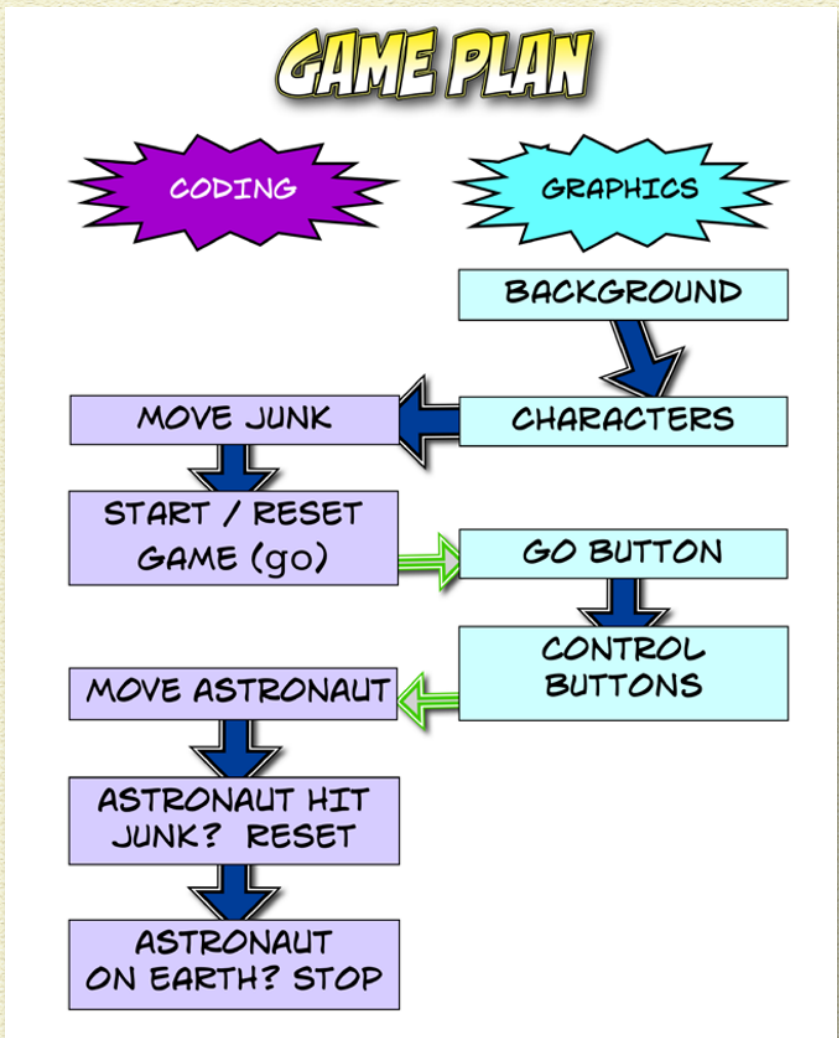 GAME PLAN
CODING
GRAPHICS
BACKGROUND
CHARACTERS
MOVE JUNK
START / RESET
GAME (go)
GO BUTTON
CONTROL
BUTTONS
MOVE ASTRONAUT
ASTRONAUT HIT
JUNK? RESET
ASTRONAUT
ON EARTH? STOP